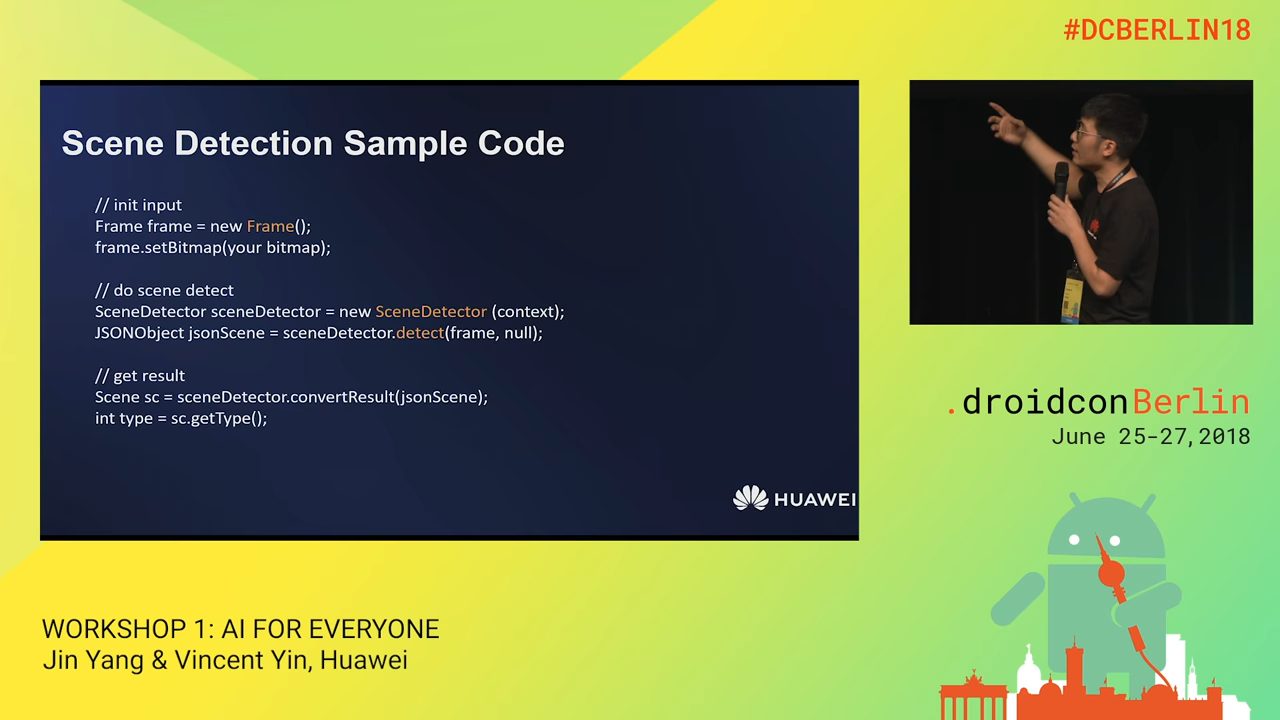 #DCBERLIN18
Scene Detection Sample Code
// init input
Frame frame = new Frame();
frame.setBitmap(your bitmap);
// do scene detect
SceneDetector sceneDetector = new SceneDetector (context);
JSONObject jsonScene = sceneDetector.detect(frame, null);
// get result
Scene sc = sceneDetector.convertResult(jsonScene);
int type = sc.getType();
HUAWEI
.droidconBerlin
June 25-27, 2018
WORKSHOP 1: AI FOR EVERYONE
Jin Yang & Vincent Yin, Huawei